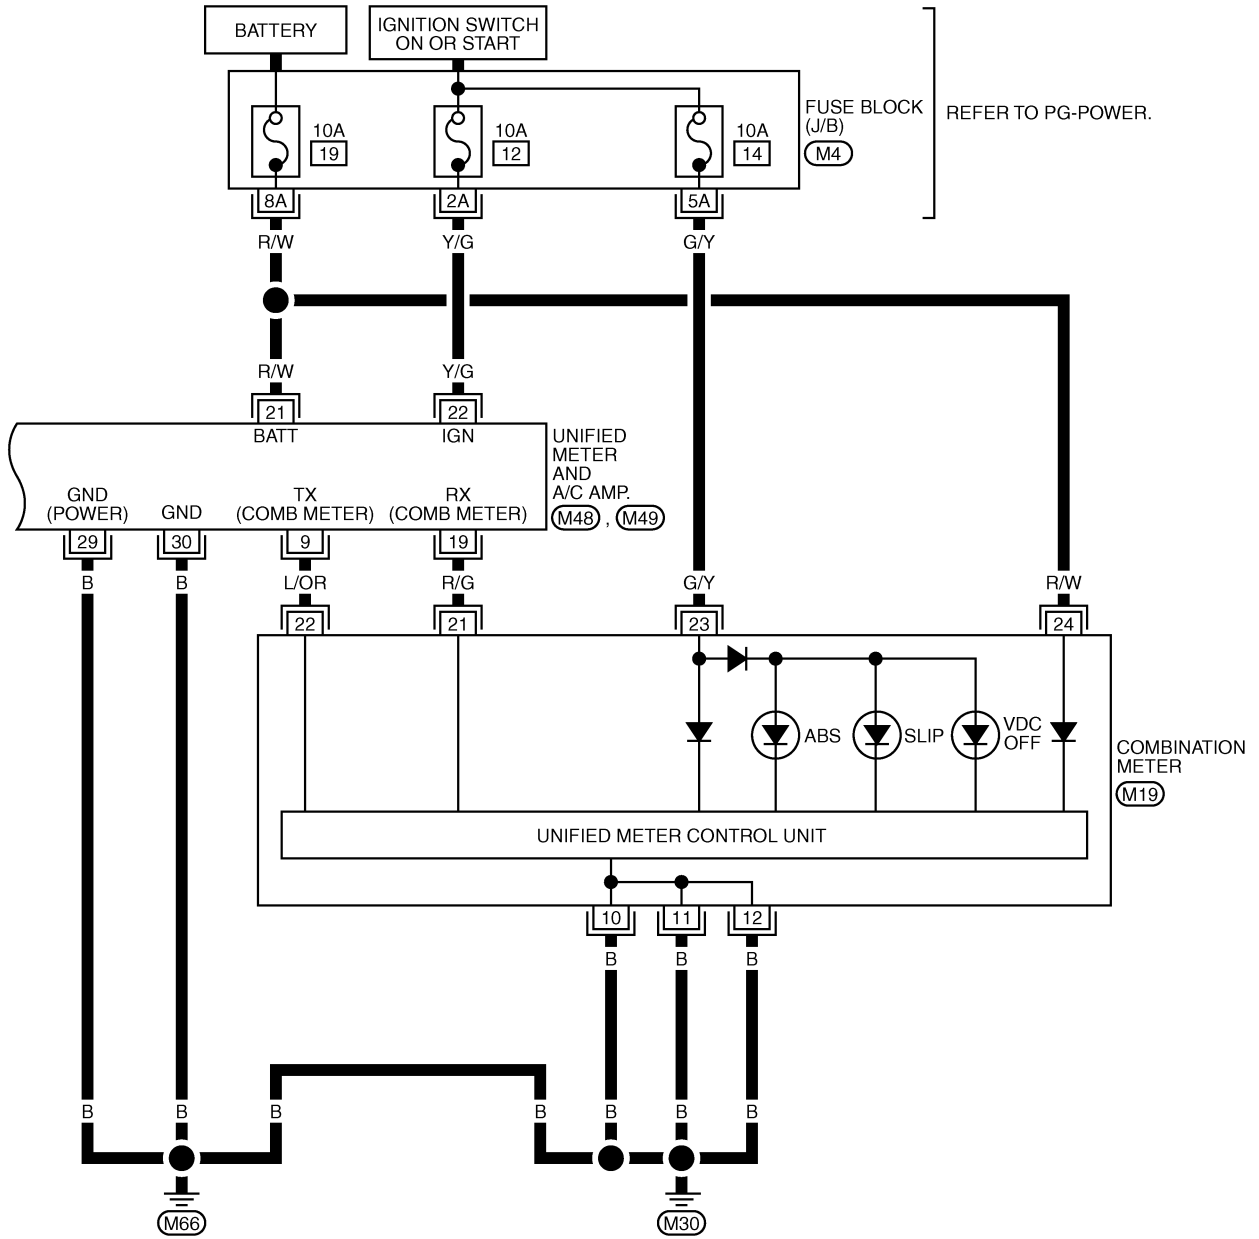 BATTERY
IGNITION SWITCH
ON OR START
10A
19
10A
12
10A
14
FUSE BLOCK
(J/B)
M4
REFER TO PG-POWER.
8A
2A
5A
R/W
Y/G
G/Y
R/W
Y/G
21
22
BATT
IGN
UNIFIED
METER
AND
A/C AMP.
M48 , M49
GND
(POWER)
GND
TX
(COMB METER)
RX
(COMB METER)
29
30
9
19
B
B
L/OR
R/G
G/Y
R/W
22
21
23
24
ABS
SLIP
VDC
OFF
COMBINATION
METER
M19
UNIFIED METER CONTROL UNIT
10
11
12
B
B
B
B
B
B
B
B
B
B
M66
M30